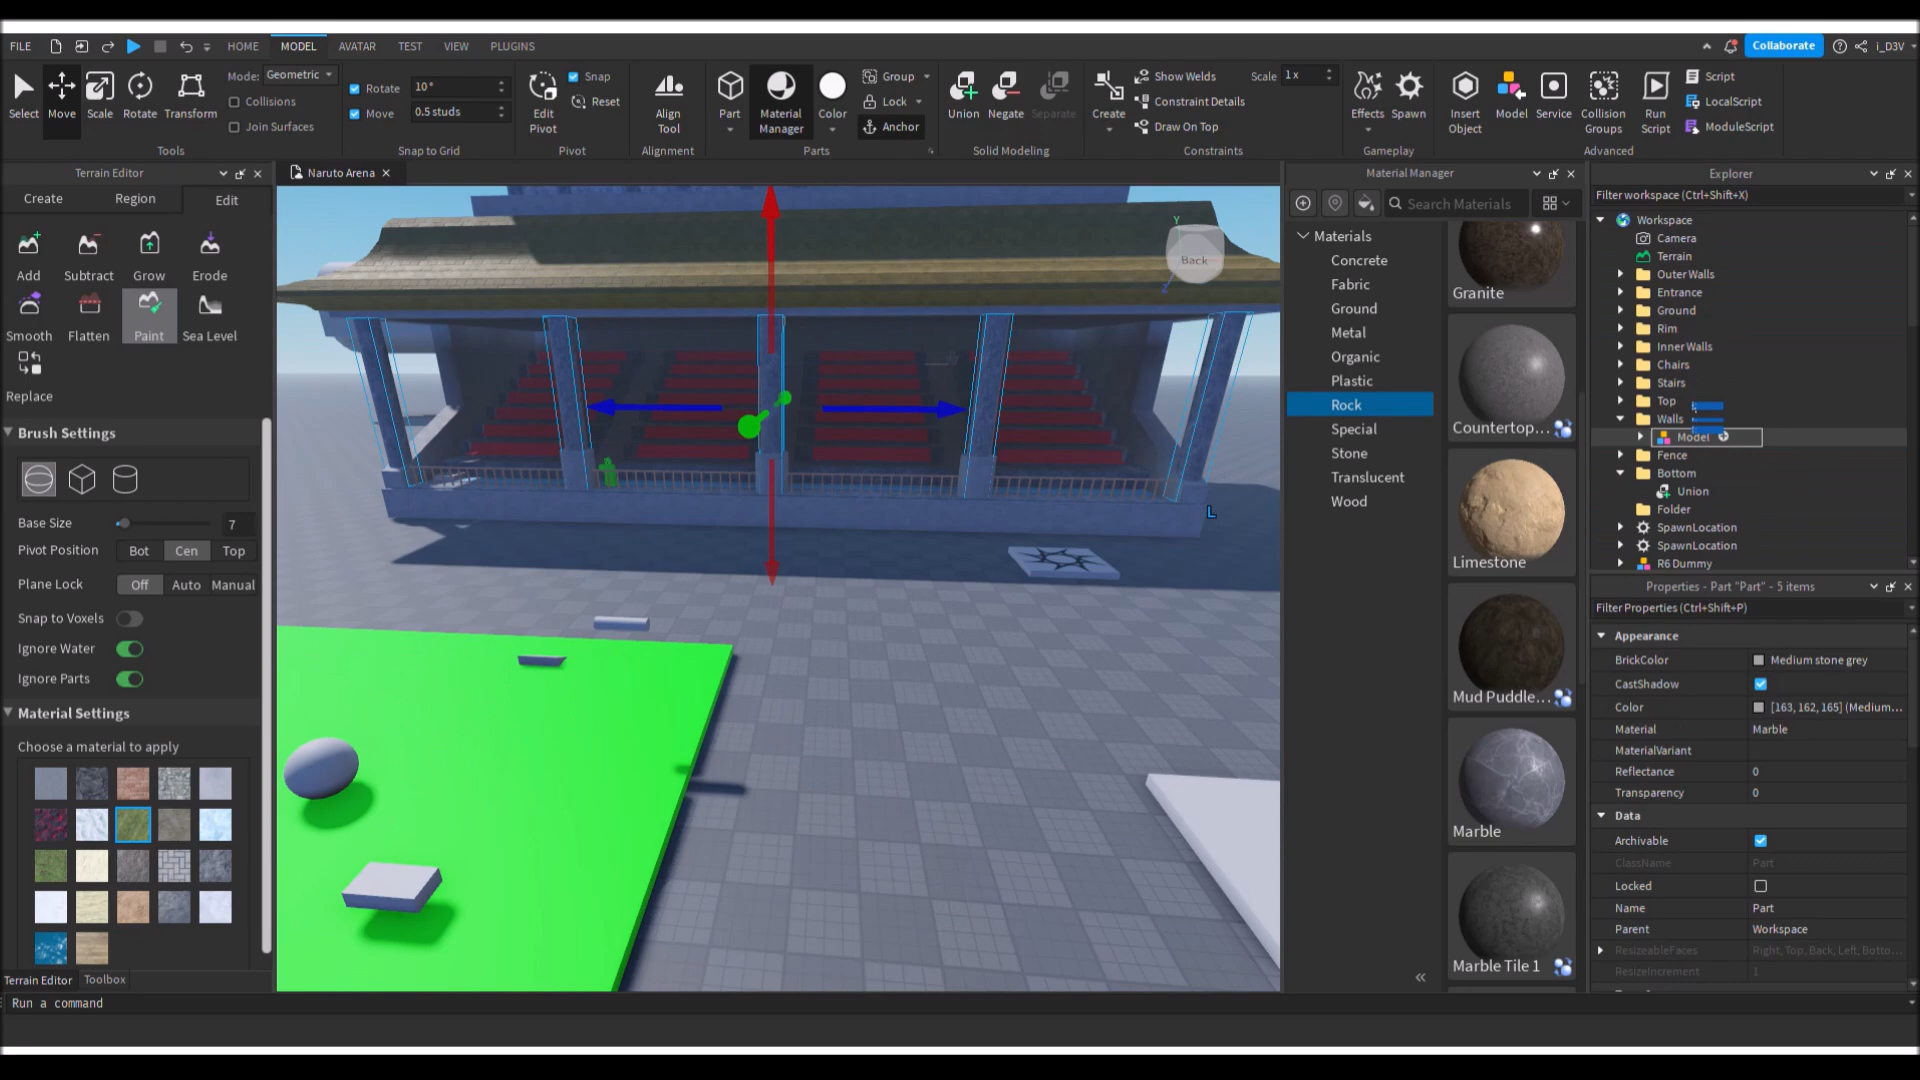 FILE HOME MODEL AVATAR TEST VIEW PLUGINS Collaborate i_D3V
Select Move Scale Rotate Transform
Mode: Geometric
Collisions
Join Surfaces
Tools
Rotate 10°
Move 0.5 studs
Snap to Grid
Edit Pivot
Snap
Reset
Pivot
Align Tool
Alignment
Part
Material Manager
Color
Group
Lock
Anchor
Parts
Union Negate Separate
Solid Modeling
Create
Show Welds
Constraint Details
Draw On Top
Scale 1x
Constraints
Effects Spawn
Gameplay
Insert Object
Model Service
Collision Groups
Run Script
Script
LocalScript
ModuleScript
Advanced
Terrain Editor
Create Region Edit
Add Subtract Grow Erode
Smooth Flatten Paint Sea Level
Replace
Brush Settings
Base Size 7
Pivot Position Bot Cen Top
Plane Lock Off Auto Manual
Snap to Voxels
Ignore Water
Ignore Parts
Material Settings
Choose a material to apply
Terrain Editor Toolbox
Run a command
Naruto Arena
Y
Back
Z
L
Material Manager
Search Materials
Materials
Concrete
Fabric
Ground
Metal
Organic
Plastic
Rock
Special
Stone
Translucent
Wood
Granite
Countertop...
Limestone
Mud Puddle...
Marble
Marble Tile 1
Explorer
Filter workspace (Ctrl+Shift+X)
Workspace
Camera
Terrain
Outer Walls
Entrance
Ground
Rim
Inner Walls
Chairs
Stairs
Top
Walls
Model
Fence
Bottom
Union
Folder
SpawnLocation
SpawnLocation
R6 Dummy
Properties - Part "Part" - 5 items
Filter Properties (Ctrl+Shift+P)
Appearance
BrickColor Medium stone grey
CastShadow
Color [163, 162, 165] (Medium...
Material Marble
MaterialVariant
Reflectance 0
Transparency 0
Data
Archivable
ClassName Part
Locked
Name Part
Parent Workspace
ResizeableFaces Right, Top, Back, Left, Botto...
ResizeIncrement 1